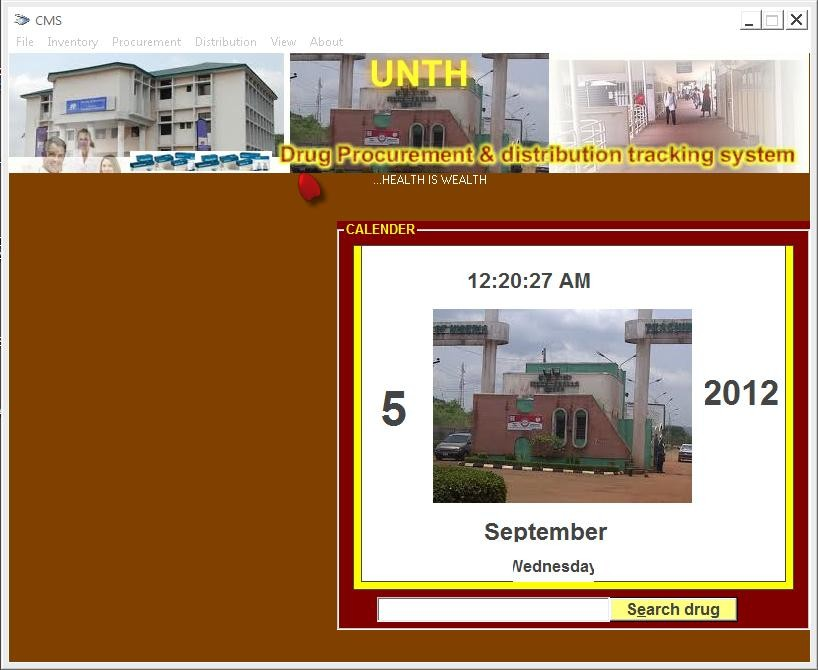 CMS
File Inventory Procurement Distribution View About
UNTH
Drug Procurement & distribution tracking system
...HEALTH IS WEALTH
CALENDER
12:20:27 AM
5
2012
September
Wednesday
Search drug